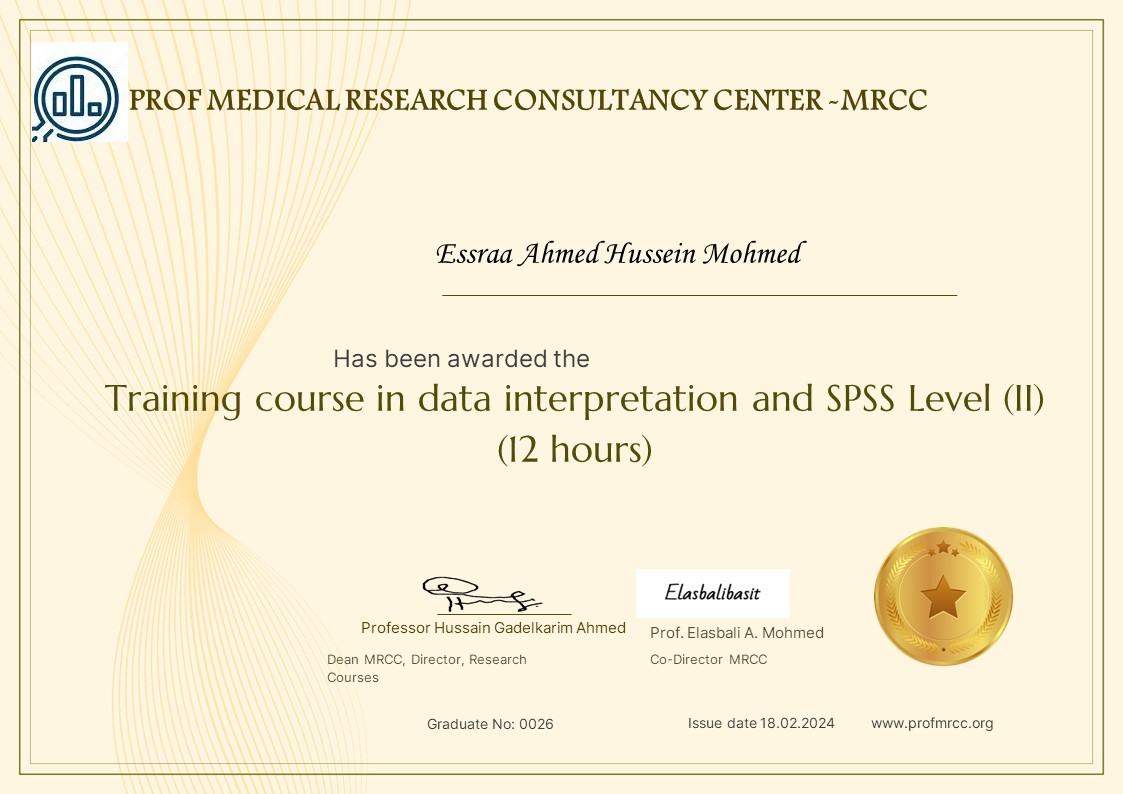 PROF MEDICAL RESEARCH CONSULTANCY CENTER ~MRCC
Essraa Ahmed Hussein Mohmed
Has been awarded the
Training course in data interpretation and SPSS Level (II)
(12 hours)
Elasbalibasit
Professor Hussain Gadelkarim Ahmed
Prof. Elasbali A. Mohmed
Dean MRCC, Director, Research
Courses
Co-Director MRCC
Graduate No: 0026
Issue date 18.02.2024
www.profmrcc.org